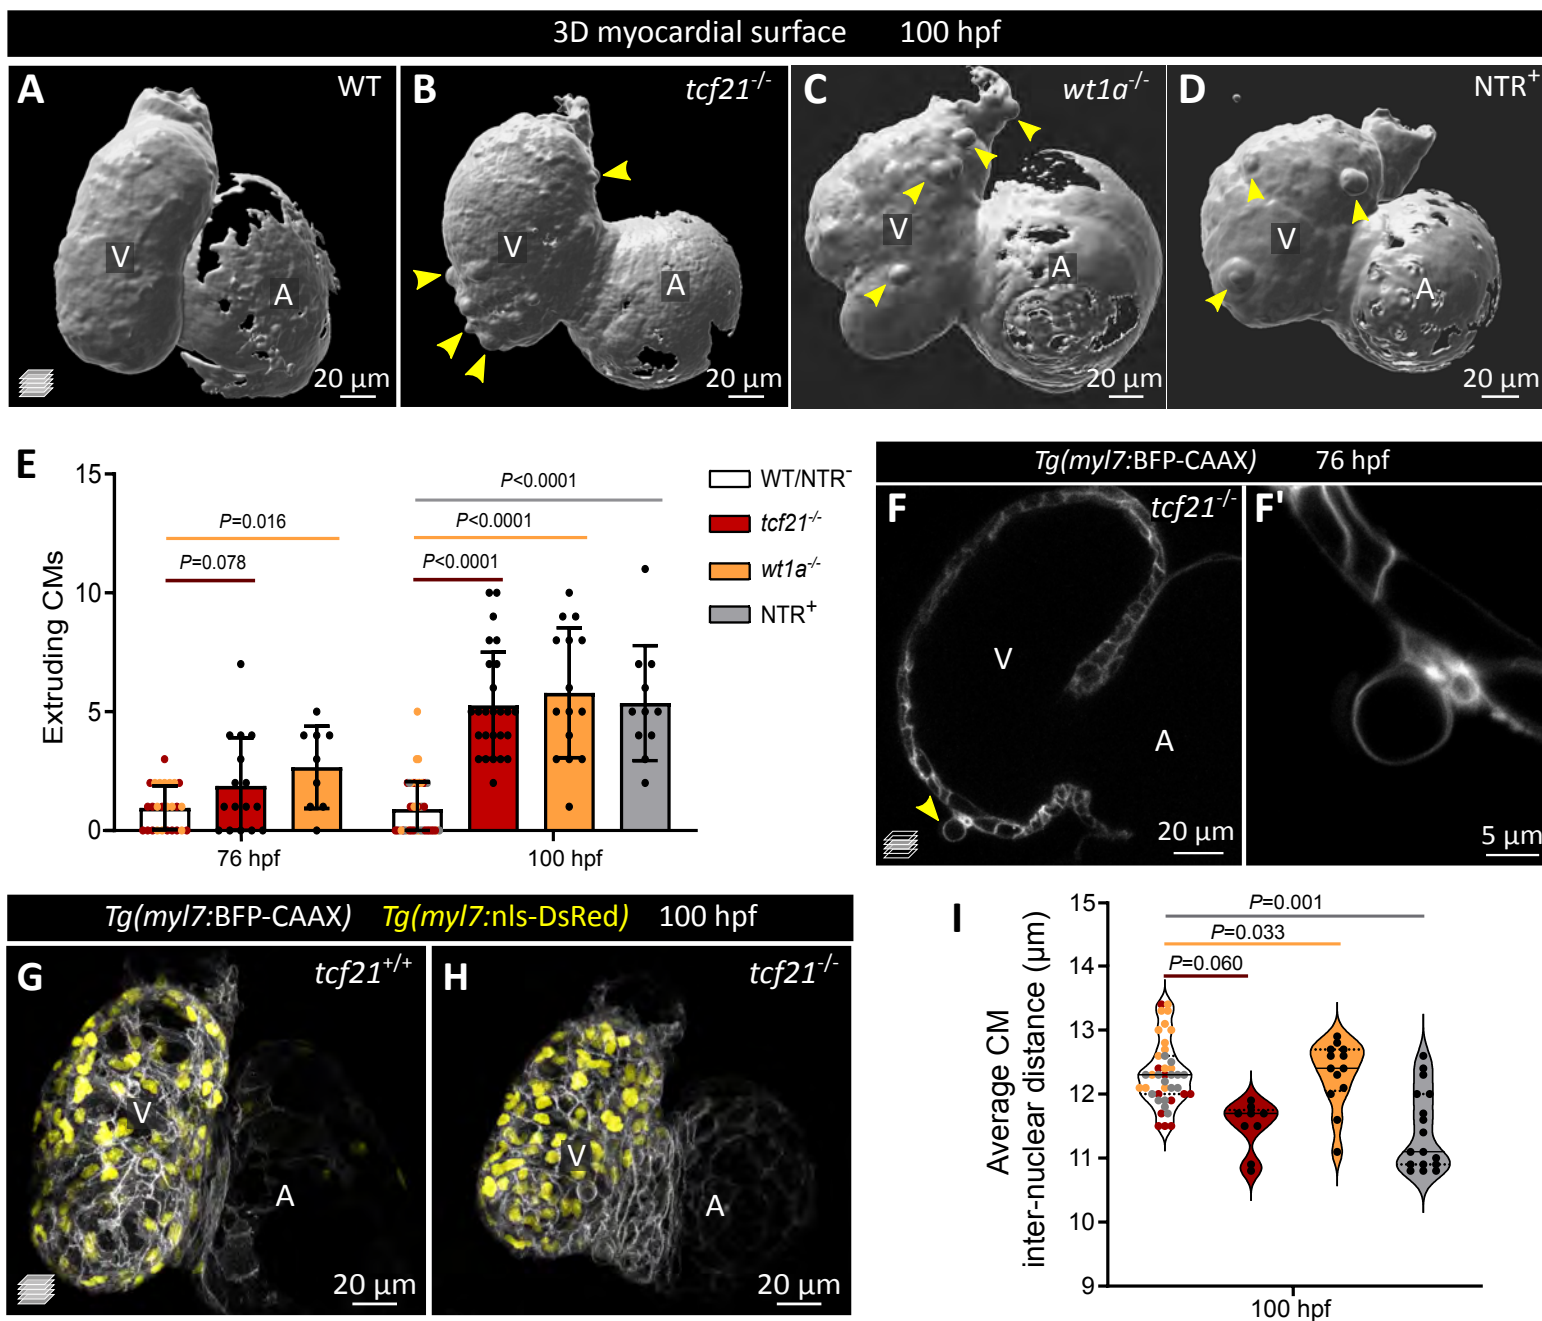 3D myocardial surface 100 hpf
A WT
B tcf21-/-
C wt1a-/-
D NTR+
V
A
20 µm
V
A
20 µm
V
A
20 µm
V
A
20 µm
E
Extruding CMs
15
10
5
0
P=0.016
P=0.078
P<0.0001
P<0.0001
P<0.0001
76 hpf
100 hpf
WT/NTR-
tcf21-/-
wt1a-/-
NTR+
Tg(myl7:BFP-CAAX) 76 hpf
F tcf21-/-
V
A
20 µm
F'
5 µm
Tg(myl7:BFP-CAAX) Tg(myl7:nls-DsRed) 100 hpf
G tcf21+/+
V
A
20 µm
H tcf21-/-
V
A
20 µm
I
Average CM
inter-nuclear distance (µm)
15
14
13
12
11
10
9
P=0.001
P=0.033
P=0.060
100 hpf